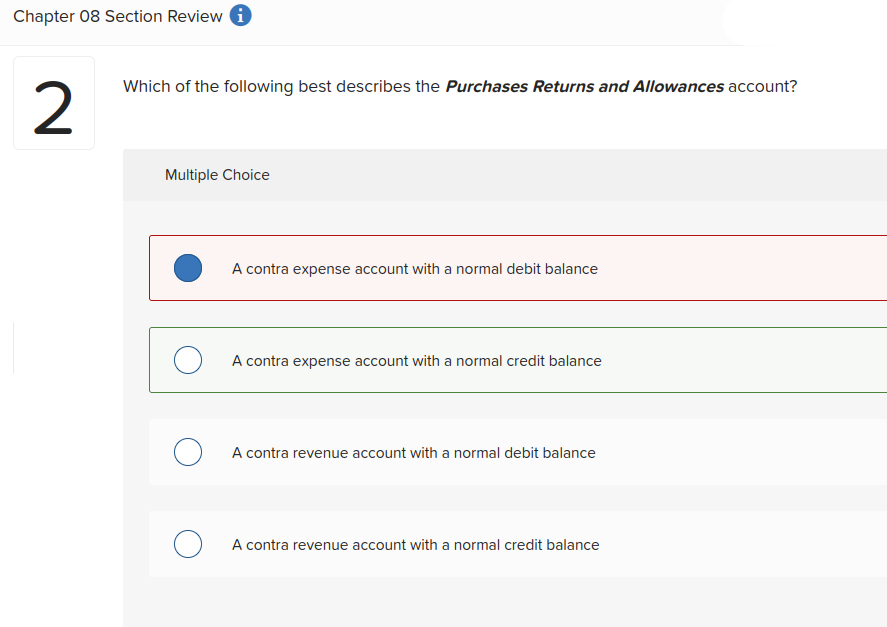 Chapter 08 Section Review i
2
Which of the following best describes the Purchases Returns and Allowances account?
Multiple Choice
A contra expense account with a normal debit balance
A contra expense account with a normal credit balance
A contra revenue account with a normal debit balance
A contra revenue account with a normal credit balance